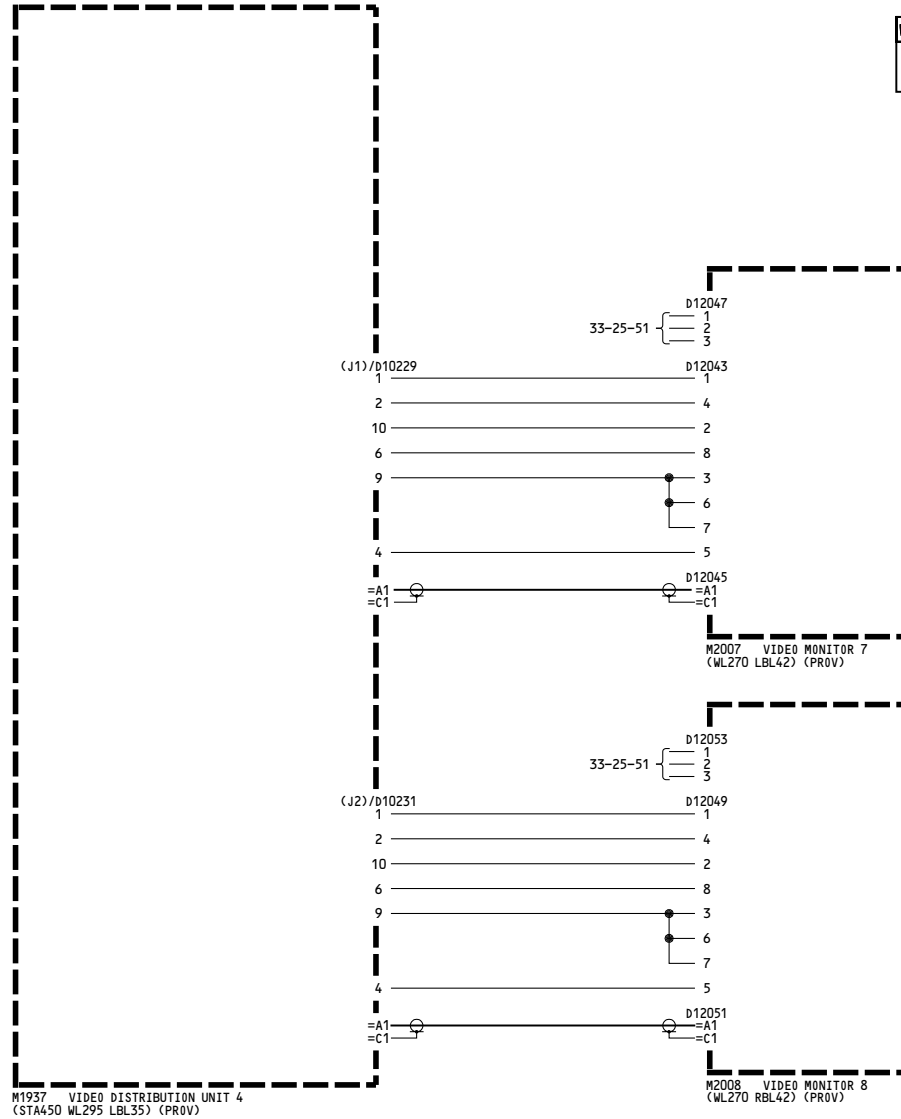 D12047
1
33-25-51
2
3
(J1)/D10229
D12043
1
1
2
4
10
2
6
8
9
3
6
7
4
5
D12045
=A1
=A1
=C1
=C1
M2007 VIDEO MONITOR 7
(WL270 LBL42) (PROV)
D12053
1
33-25-51
2
3
(J2)/D10231
D12049
1
1
2
4
10
2
6
8
9
3
6
7
4
5
D12051
=A1
=A1
=C1
=C1
M2008 VIDEO MONITOR 8
(WL270 RBL42) (PROV)
M1937 VIDEO DISTRIBUTION UNIT 4
(STA450 WL295 LBL35) (PROV)